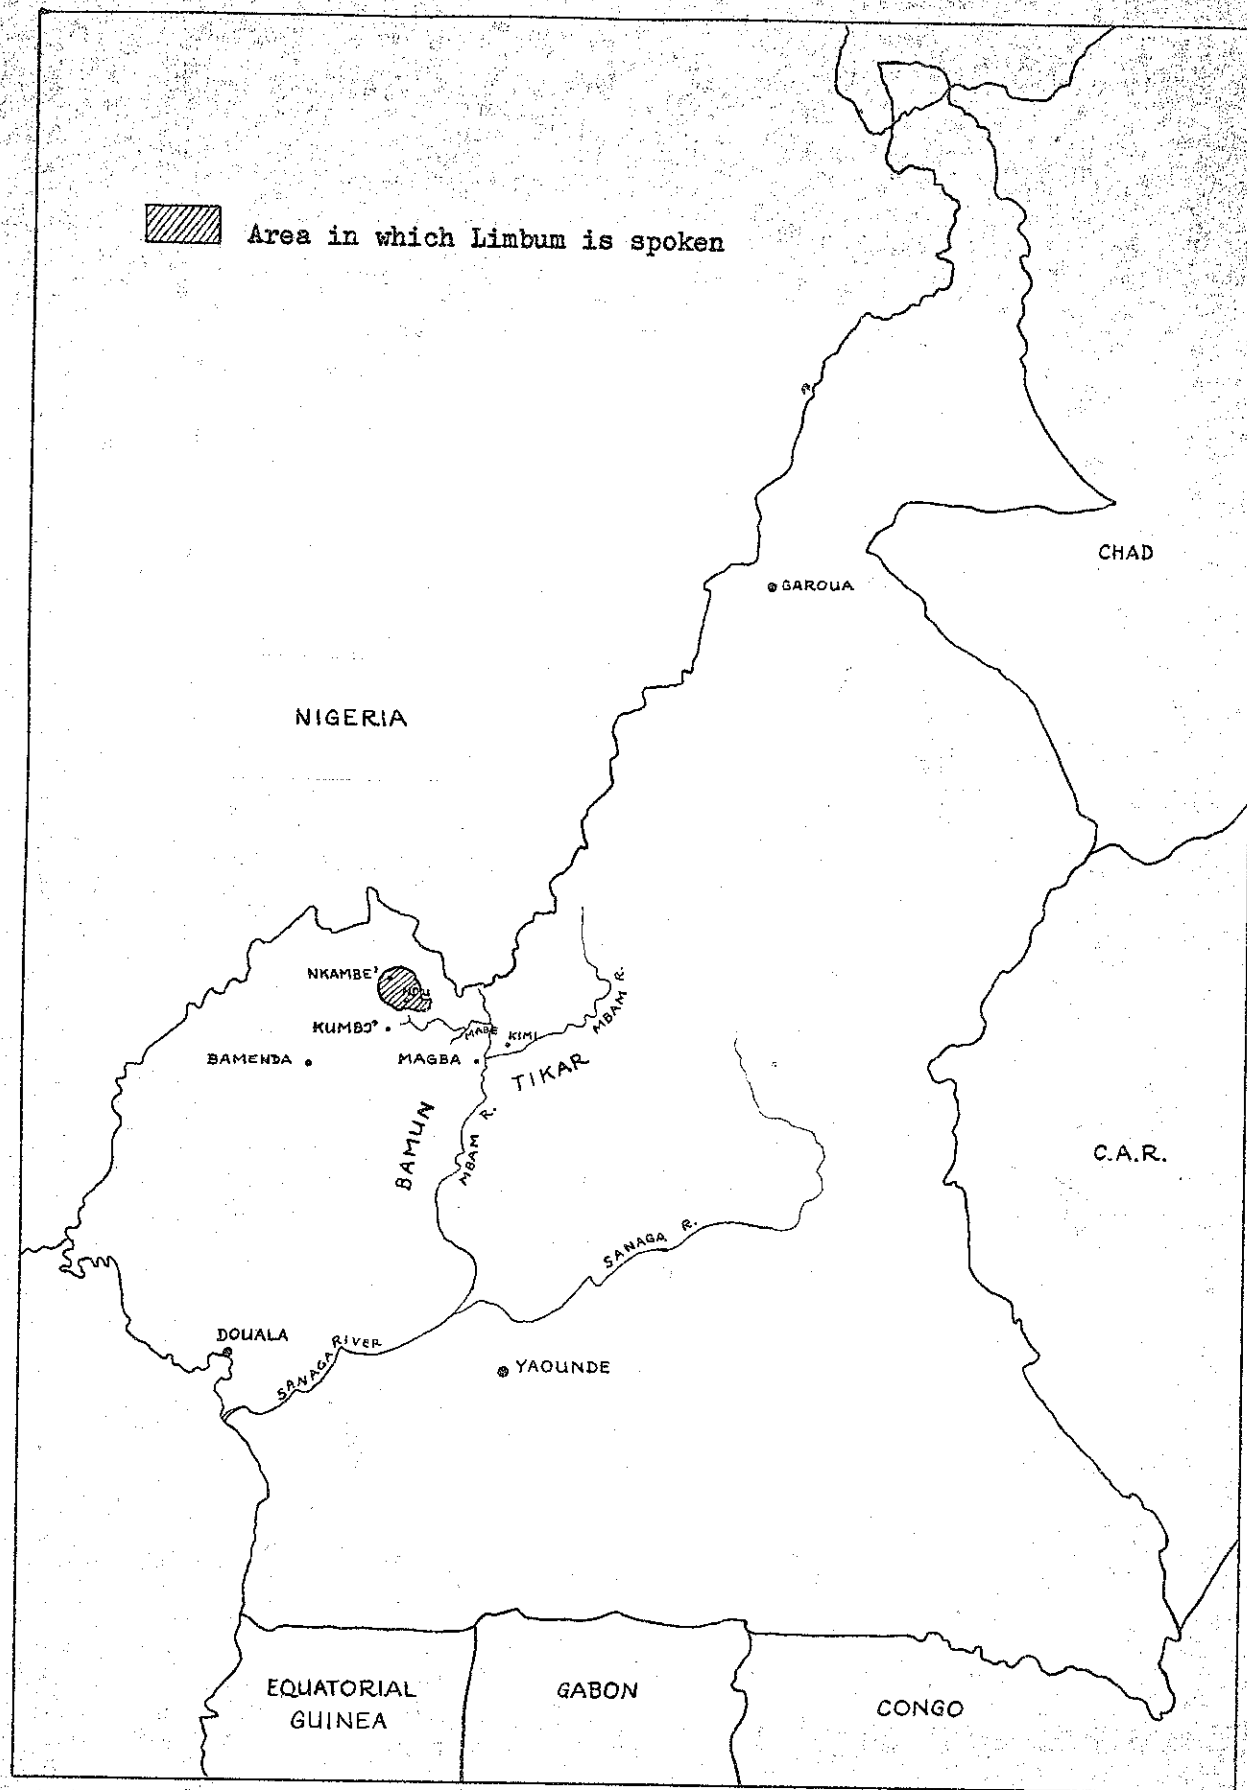 Area in which Limbum is spoken
CHAD
GAROUA
NIGERIA
NKAMBE'
NDU
KUMBO'
MABE
KIMI
MBAM R.
BAMENDA
MAGBA
TIKAR
BAMUN
MBAM R.
C.A.R.
SANAGA R.
DOUALA
SANAGA RIVER
YAOUNDE
EQUATORIAL
GUINEA
GABON
CONGO